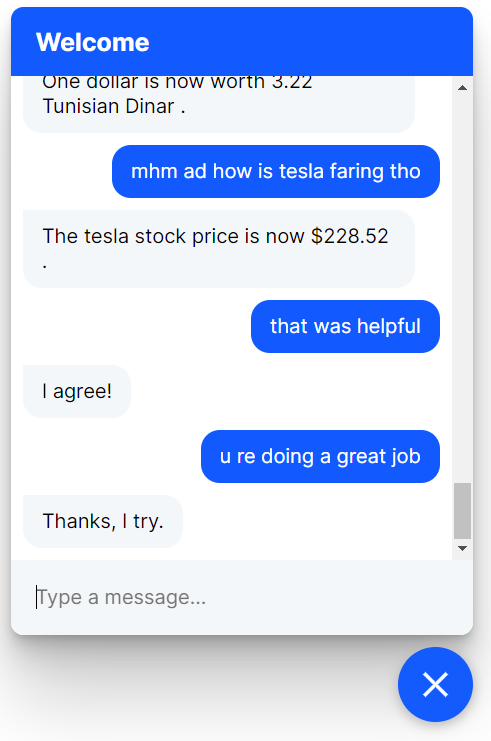 Welcome
One dollar is now worth 3.22
Tunisian Dinar .
mhm ad how is tesla faring tho
The tesla stock price is now $228.52
.
that was helpful
I agree!
u re doing a great job
Thanks, I try.
Type a message...